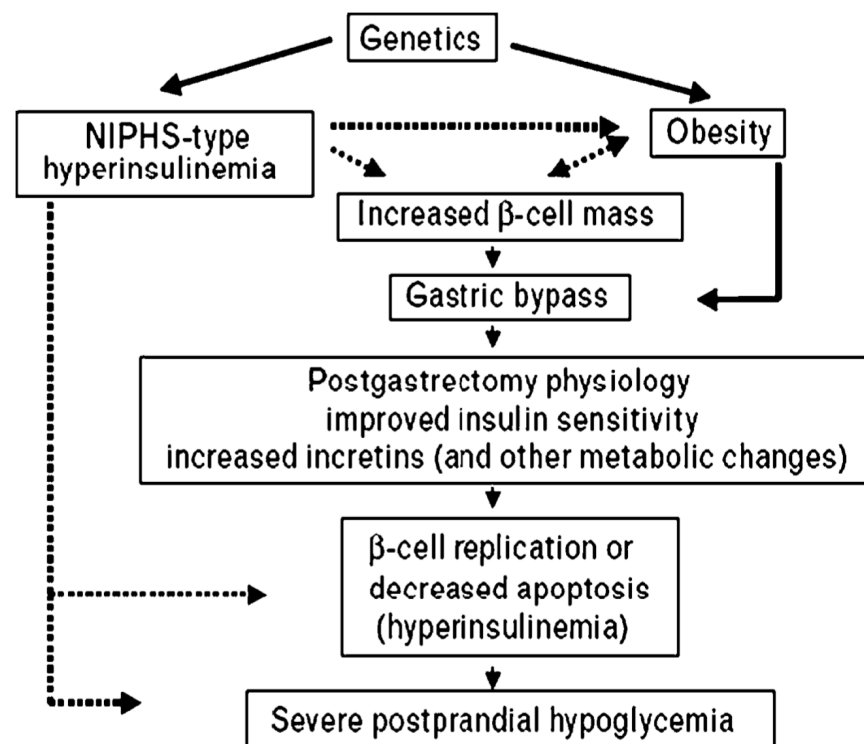 Genetics
NIPHS-type
hyperinsulinemia
Obesity
Increased β-cell mass
Gastric bypass
Postgastrectomy physiology
improved insulin sensitivity
increased incretins (and other metabolic changes)
β-cell replication or
decreased apoptosis
(hyperinsulinemia)
Severe postprandial hypoglycemia